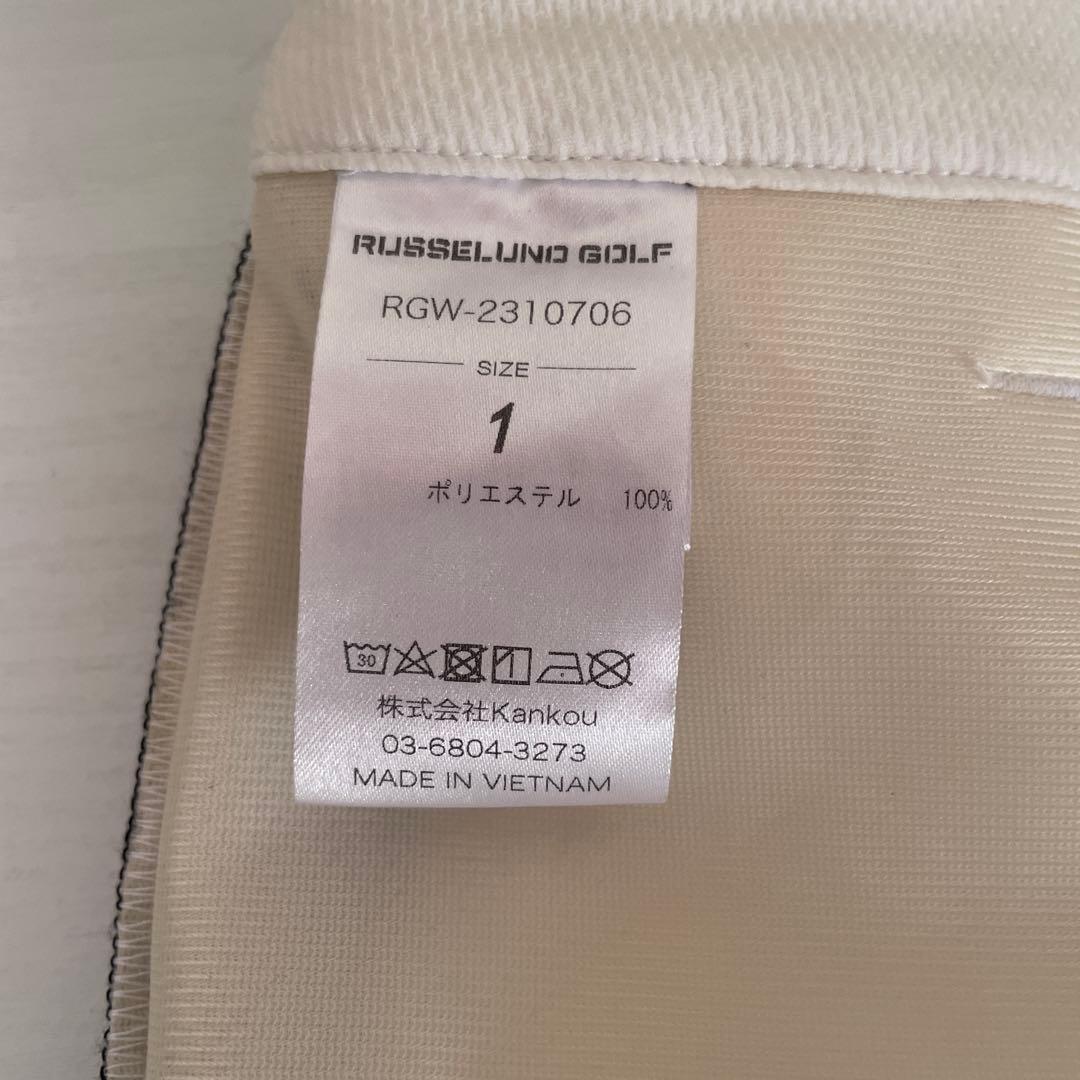 RUSSELUNO GOLF
RGW-2310706
SIZE
1
ポリエステル 100%
30
株式会社Kankou
03-6804-3273
MADE IN VIETNAM